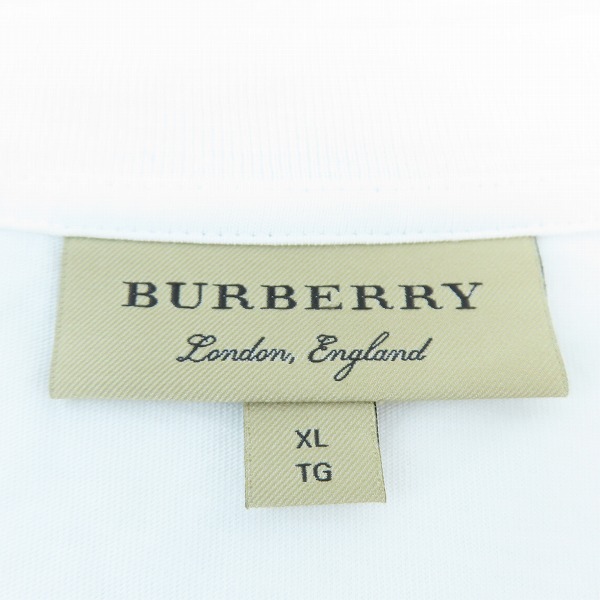 BURBERRY
London, England
XL
TG